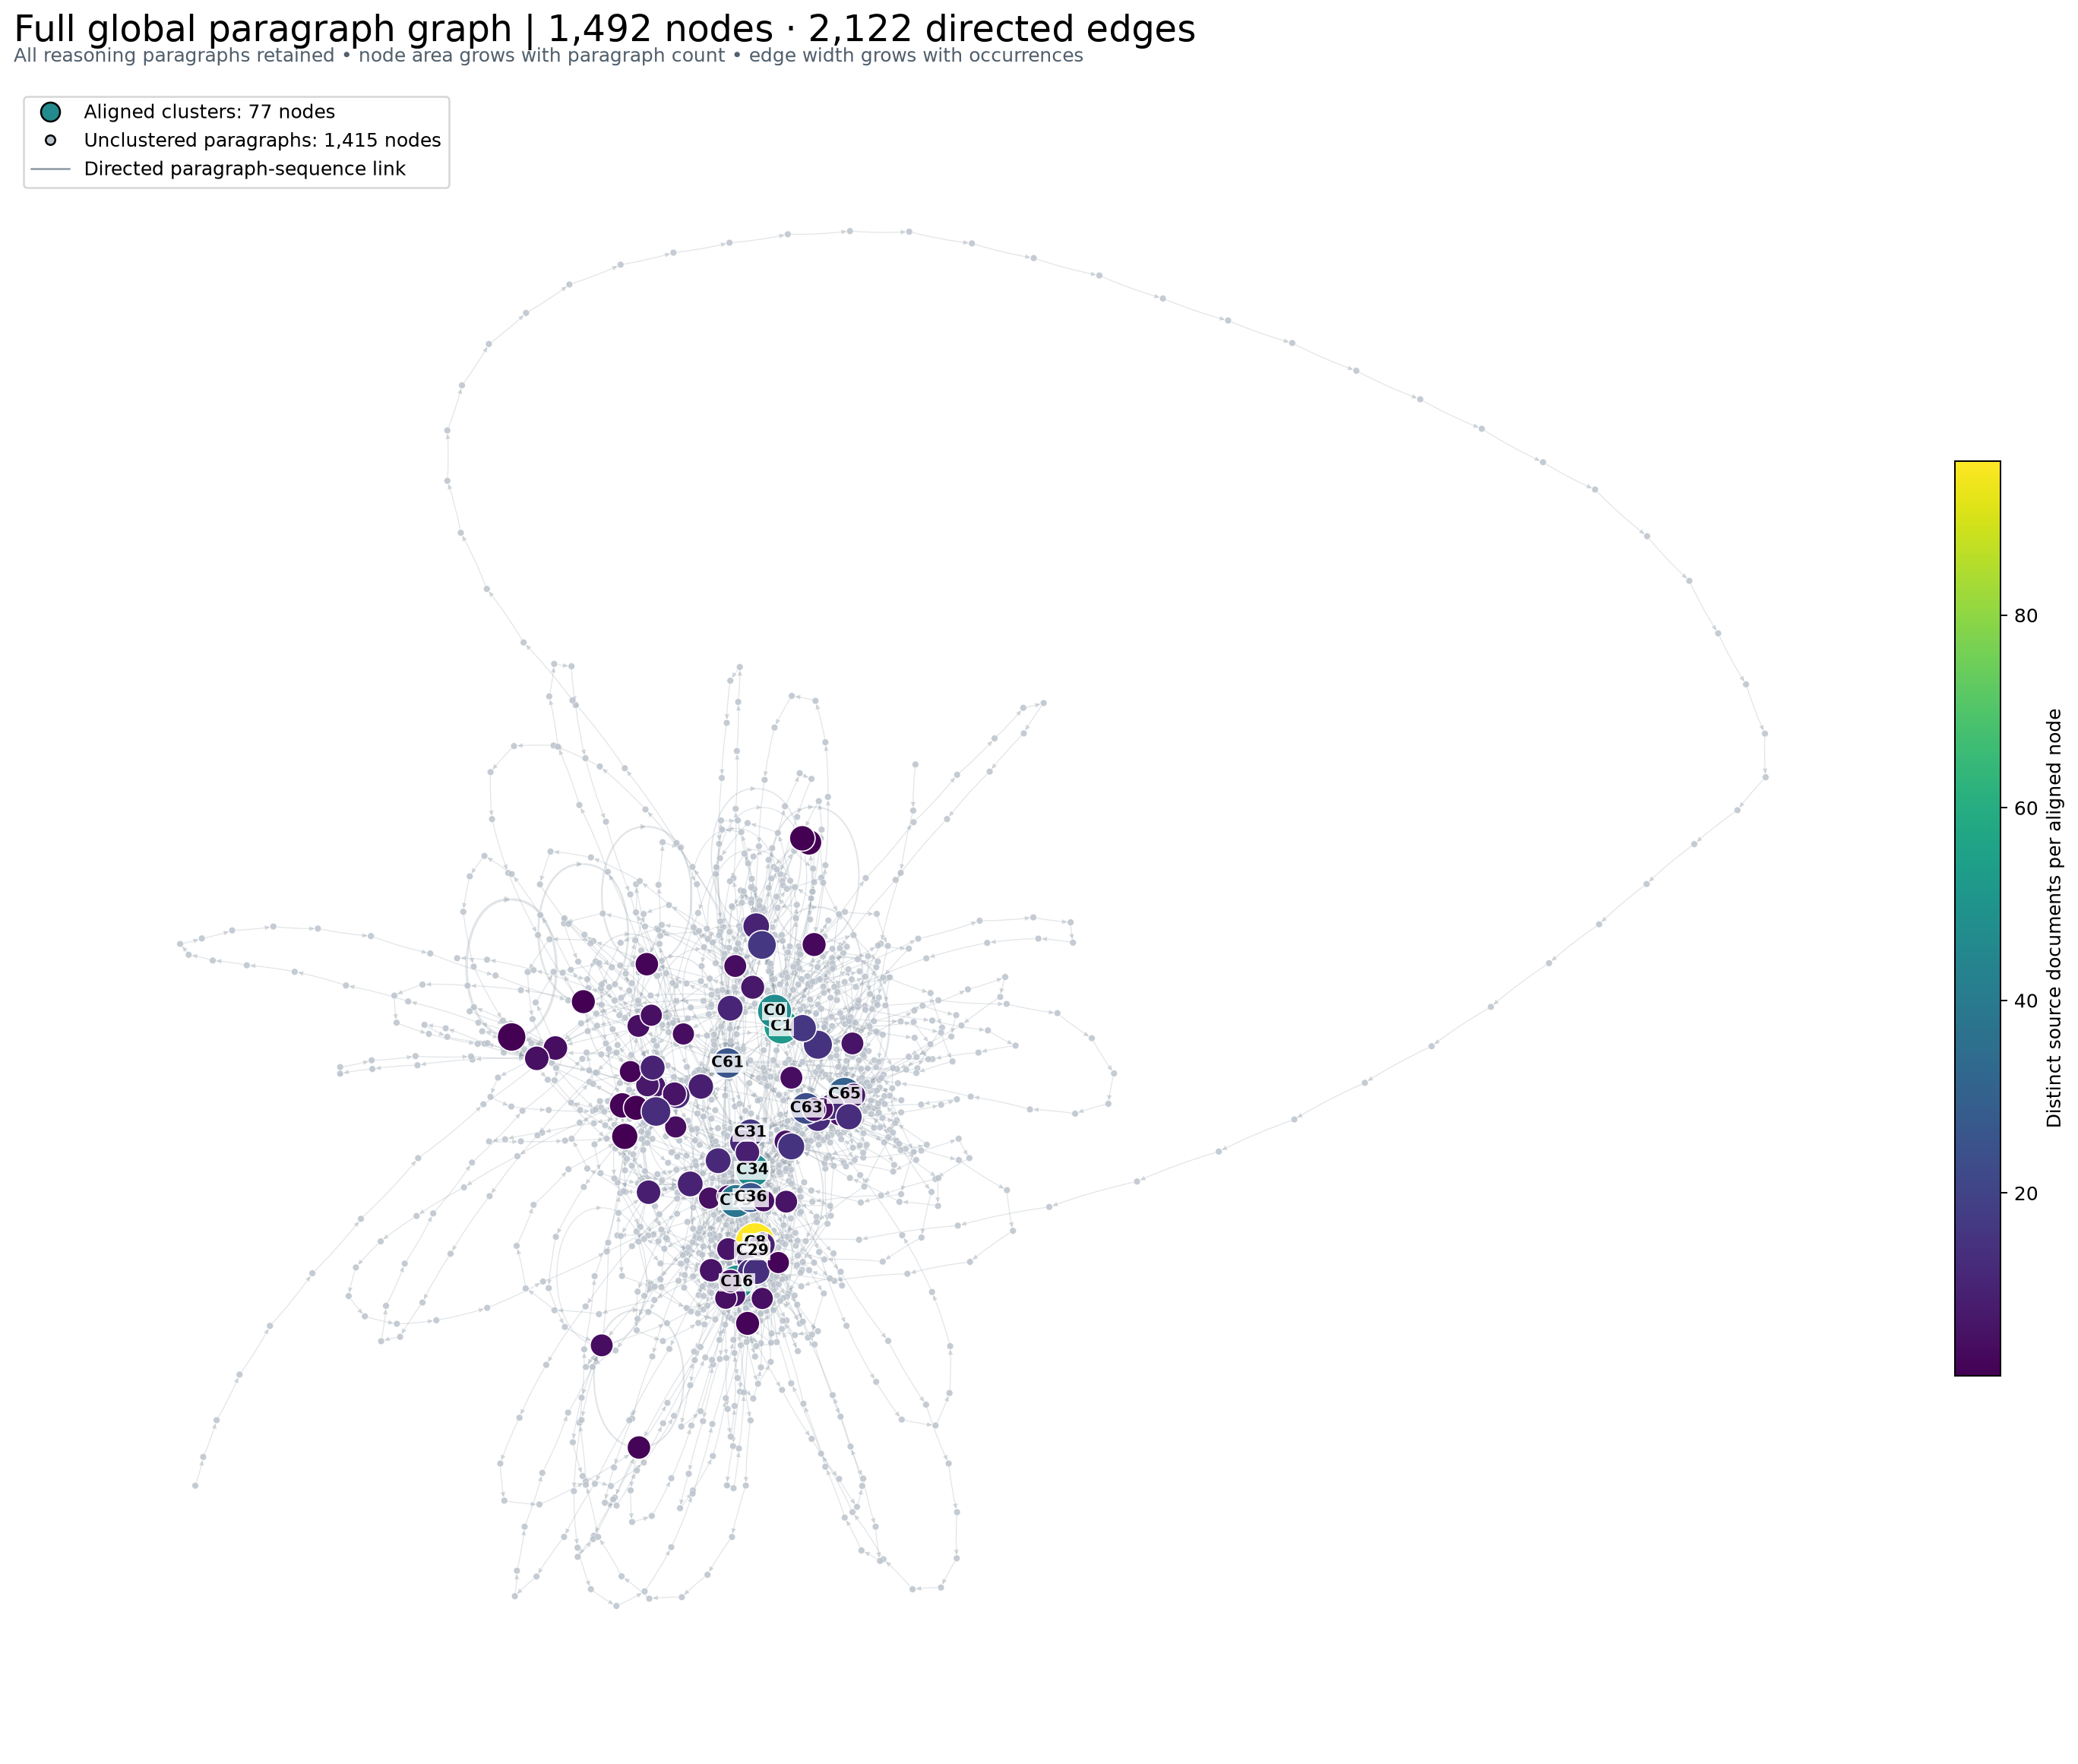 Full global paragraph graph | 1,492 nodes · 2,122 directed edges
All reasoning paragraphs retained • node area grows with paragraph count • edge width grows with occurrences
Aligned clusters: 77 nodes
Unclustered paragraphs: 1,415 nodes
Directed paragraph-sequence link
C0
C1
C61
C65
C63
C31
C34
C36
C8
C29
C16
80
60
40
20
Distinct source documents per aligned node